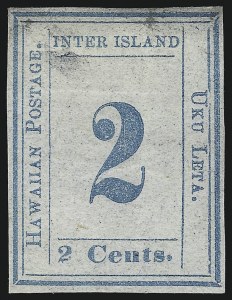 INTER ISLAND
HAWAIIAN POSTAGE.
2
UKU LETA.
2 Cents.